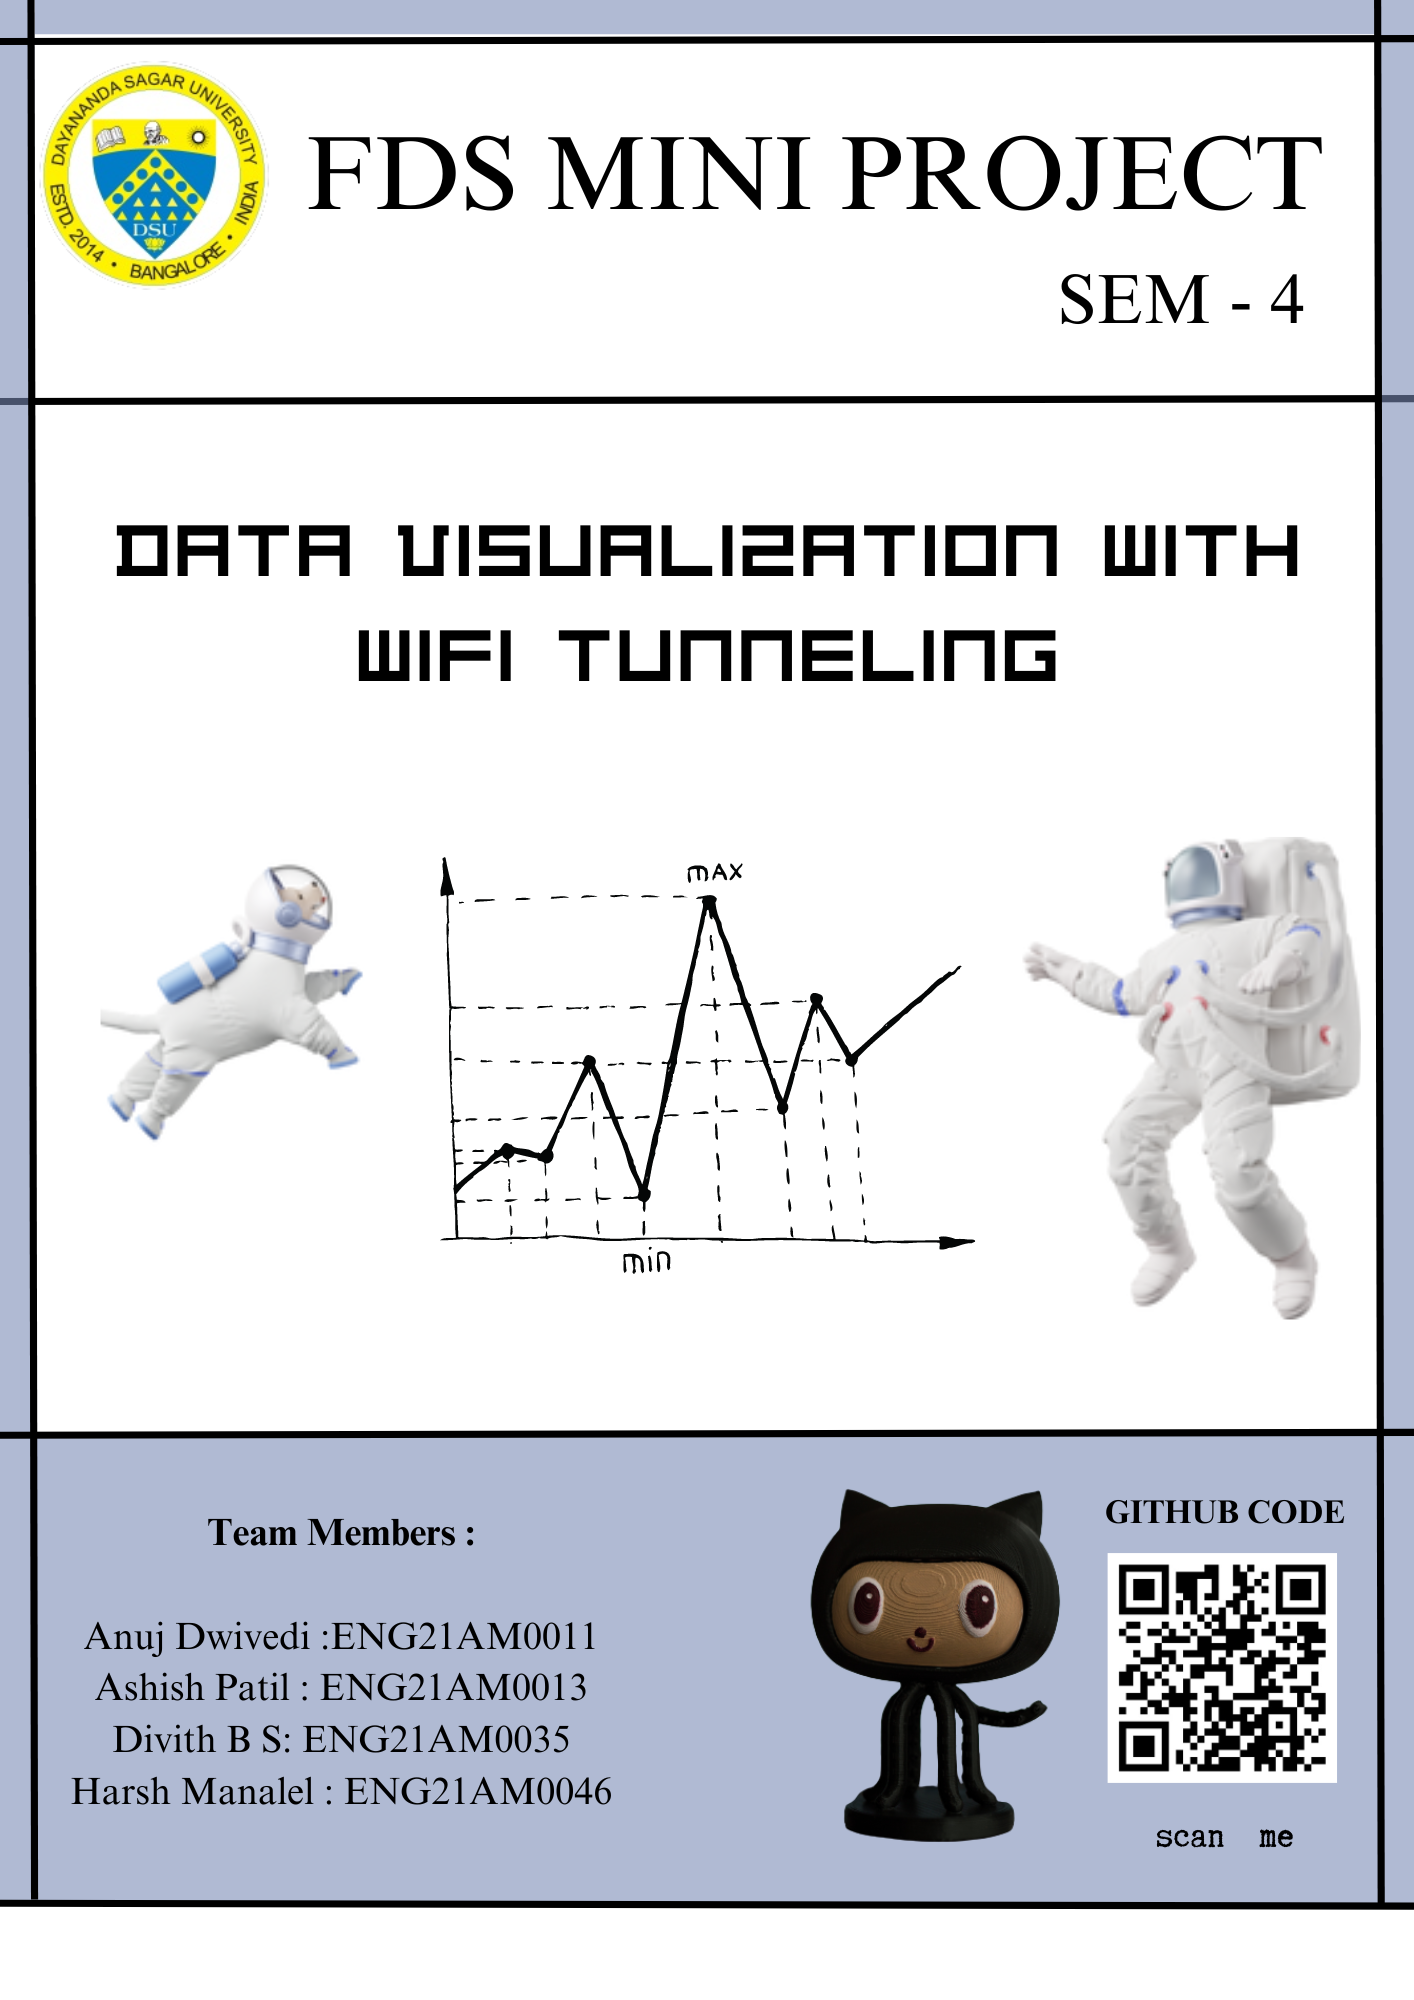 DAYANANDA SAGAR UNIVERSITY
ESTD. 2014 • BANGALORE • INDIA
DSU
FDS MINI PROJECT
SEM - 4
DATA VISUALIZATION WITH
WIFI TUNNELING
max
min
Team Members :
Anuj Dwivedi :ENG21AM0011
Ashish Patil : ENG21AM0013
Divith B S: ENG21AM0035
Harsh Manalel : ENG21AM0046
GITHUB CODE
scan me